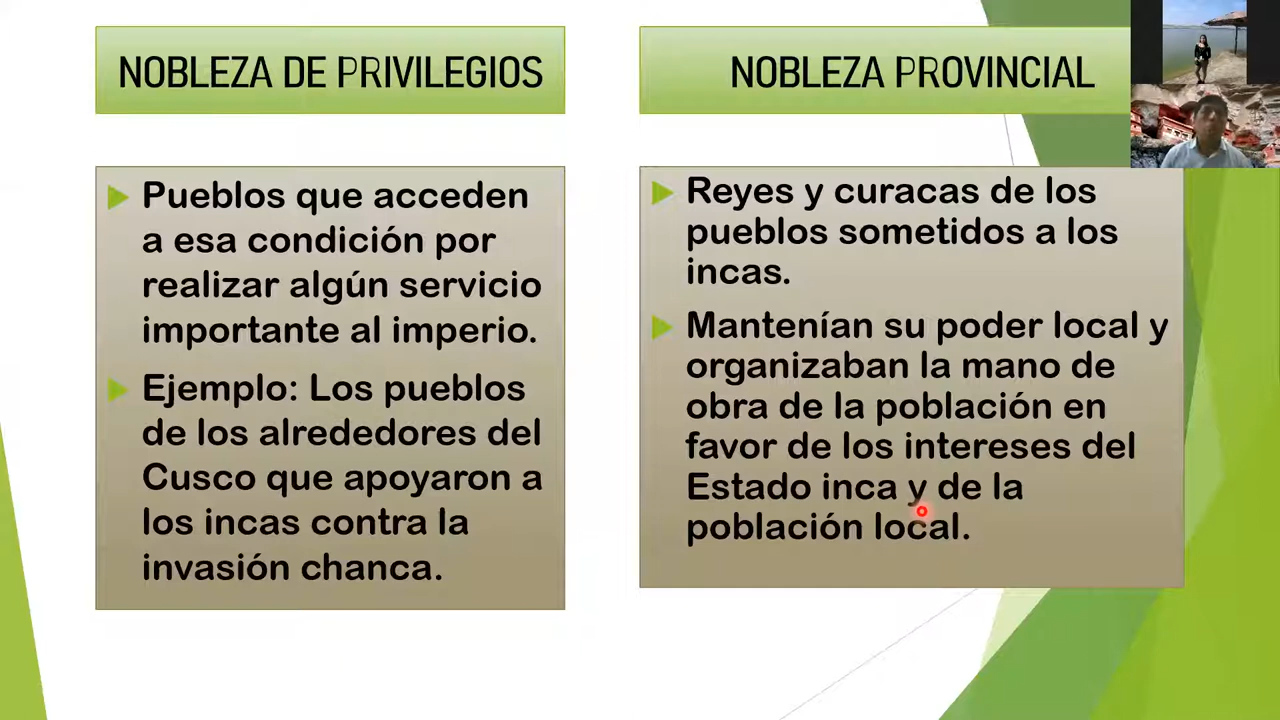 NOBLEZA DE PRIVILEGIOS
Pueblos que acceden
a esa condición por
realizar algún servicio
importante al imperio.
Ejemplo: Los pueblos
de los alrededores del
Cusco que apoyaron a
los incas contra la
invasión chanca.
NOBLEZA PROVINCIAL
Reyes y curacas de los
pueblos sometidos a los
incas.
Mantenían su poder local y
organizaban la mano de
obra de la población en
favor de los intereses del
Estado inca y de la
población local.